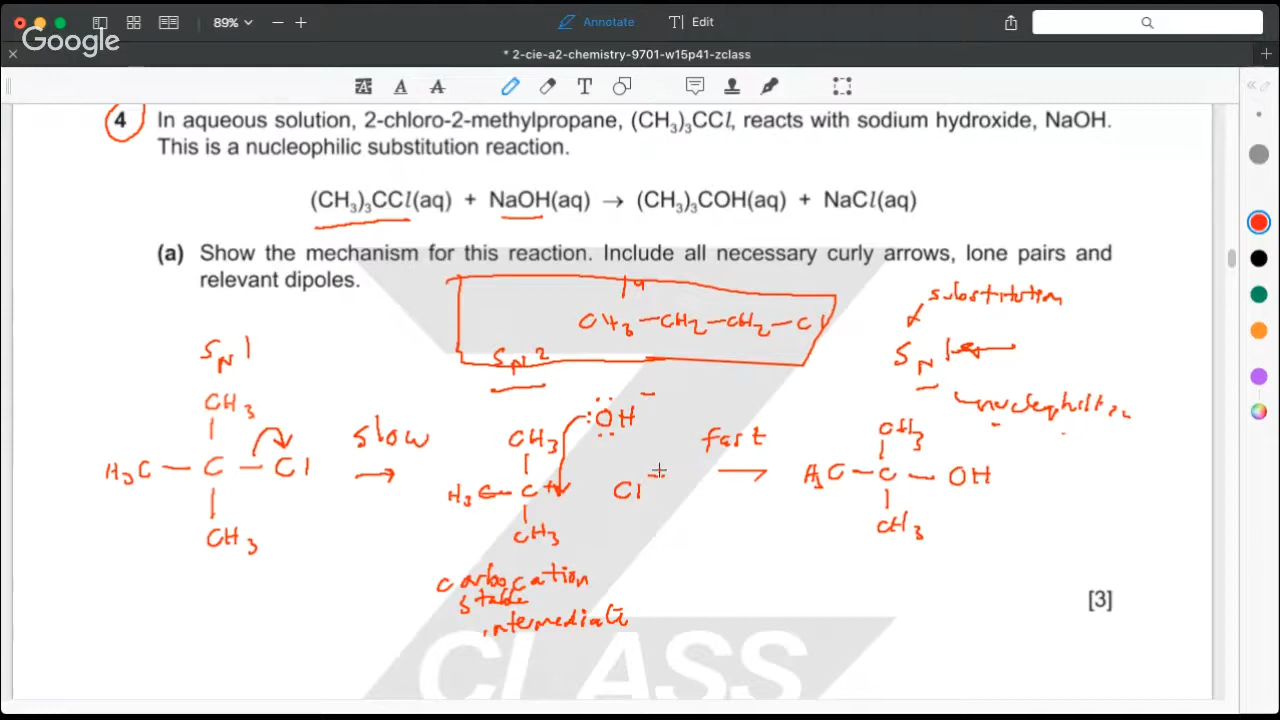 89%
Annotate
Edit
Google
* 2-cie-a2-chemistry-9701-w15p41-zclass
4 In aqueous solution, 2-chloro-2-methylpropane, (CH₃)₃CCl, reacts with sodium hydroxide, NaOH.
This is a nucleophilic substitution reaction.
(CH₃)₃CCl(aq) + NaOH(aq) → (CH₃)₃COH(aq) + NaCl(aq)
(a) Show the mechanism for this reaction. Include all necessary curly arrows, lone pairs and
relevant dipoles.
substitution
CH₃—CH₂—CH₂—Cl
SN1
SN2
SN1
nucleophilic
CH₃
:OH⁻
CH₃
slow
CH₃
fast
H₃C — C — Cl
→
H₃C — C+
Cl⁻
→
H₃C — C — OH
CH₃
CH₃
CH₃
carbocation
stable
intermediate
[3]
CLASS